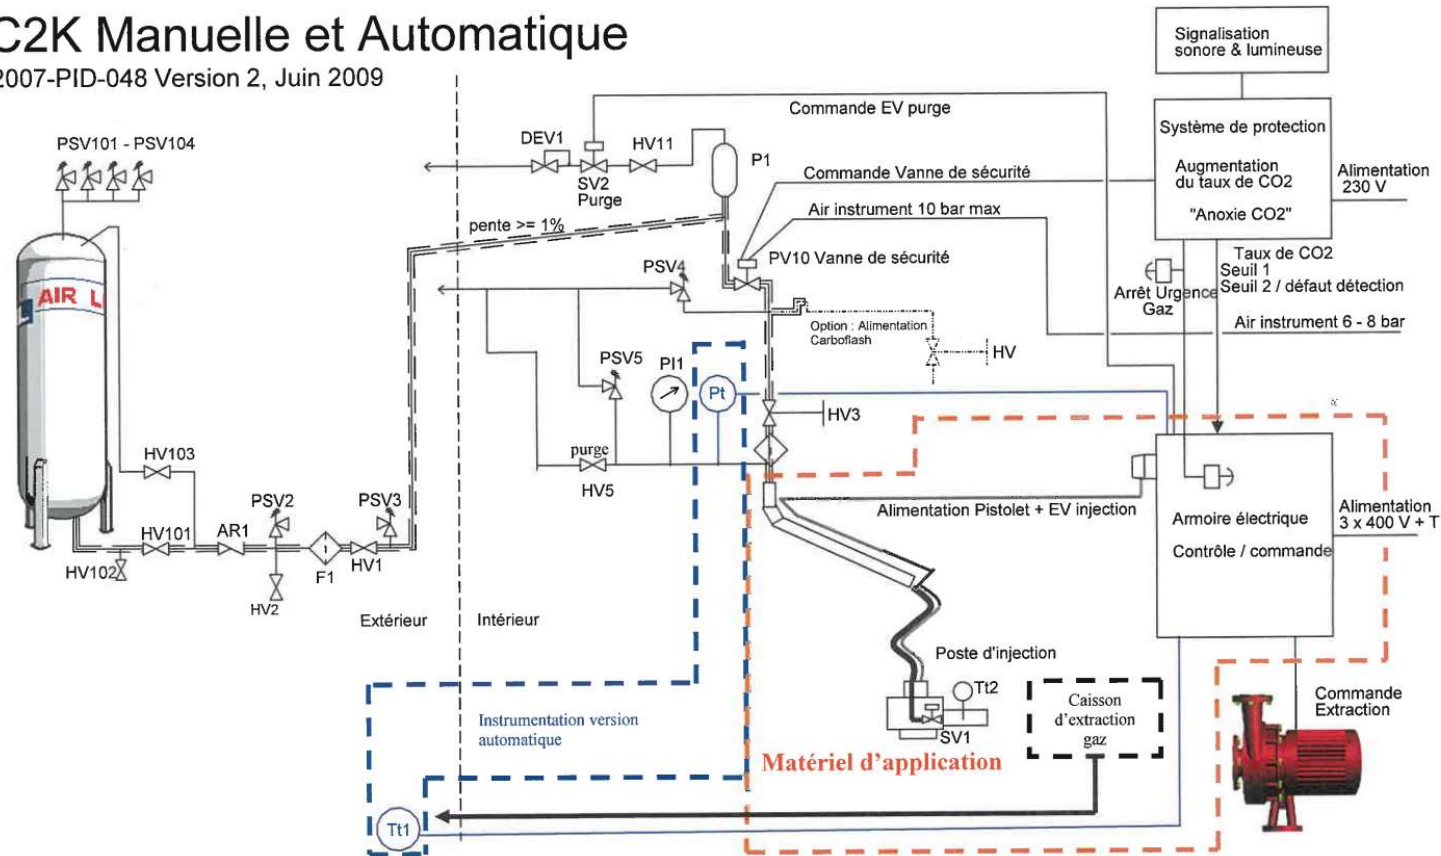 C2K Manuelle et Automatique
2007-PID-048 Version 2, Juin 2009
Signalisation
sonore & lumineuse
Commande EV purge
PSV101 - PSV104
DEV1
HV11
P1
SV2
Purge
Système de protection
Augmentation
du taux de CO2
"Anoxie CO2"
Alimentation
230 V
Commande Vanne de sécurité
Air instrument 10 bar max
pente >= 1%
PV10 Vanne de sécurité
PSV4
Taux de CO2
Seuil 1
Seuil 2 / défaut détection
Arrêt Urgence
Gaz
AIR L
Option : Alimentation
Carboflash
Air instrument 6 - 8 bar
HV
PSV5
PI1
Pt
HV3
purge
HV5
HV103
PSV2
PSV3
HV101
AR1
HV102
HV2
F1
HV1
Alimentation Pistolet + EV injection
Armoire électrique
Contrôle / commande
Alimentation
3 x 400 V + T
Extérieur
Intérieur
Poste d'injection
Tt2
SV1
Caisson
d'extraction
gaz
Commande
Extraction
Instrumentation version
automatique
Matériel d'application
Tt1